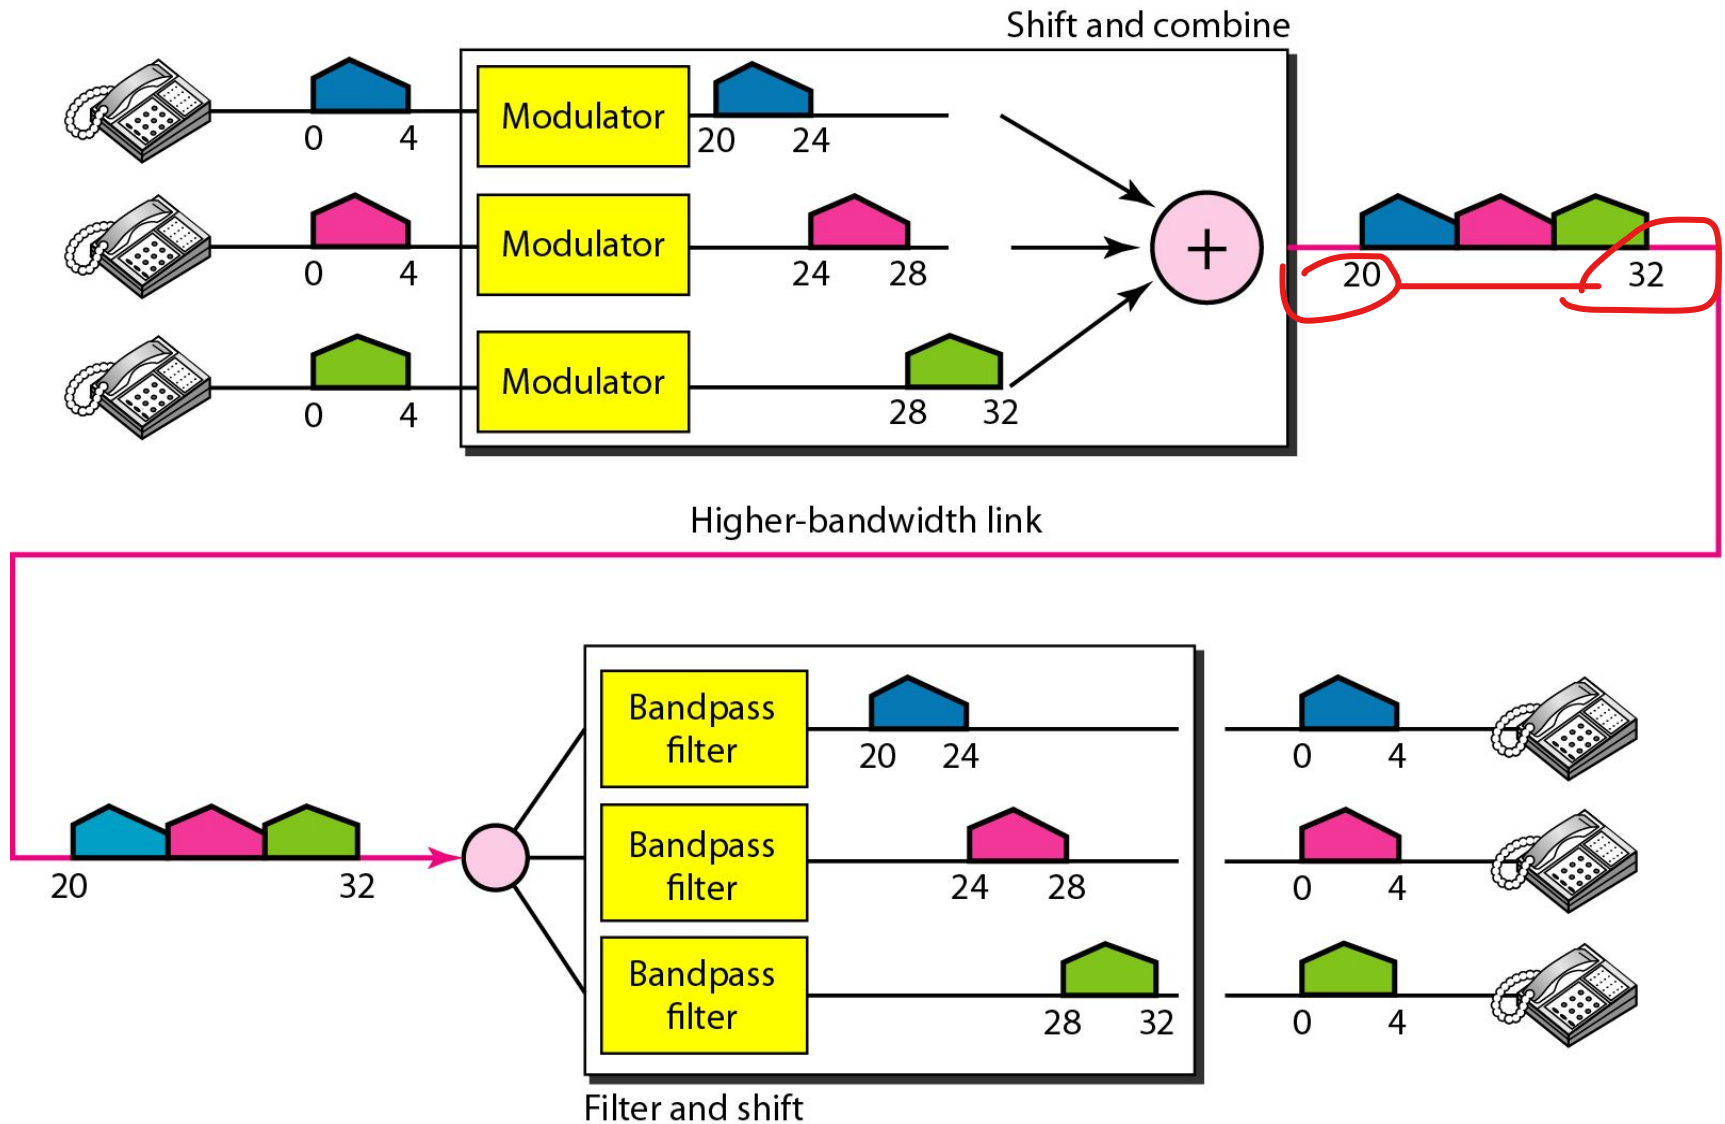 Shift and combine
Modulator
0 4
20 24
Modulator
0 4
24 28
20 32
Modulator
0 4
28 32
Higher-bandwidth link
Bandpass
filter
20 24
0 4
Bandpass
filter
20 32
24 28
0 4
Bandpass
filter
28 32
0 4
Filter and shift